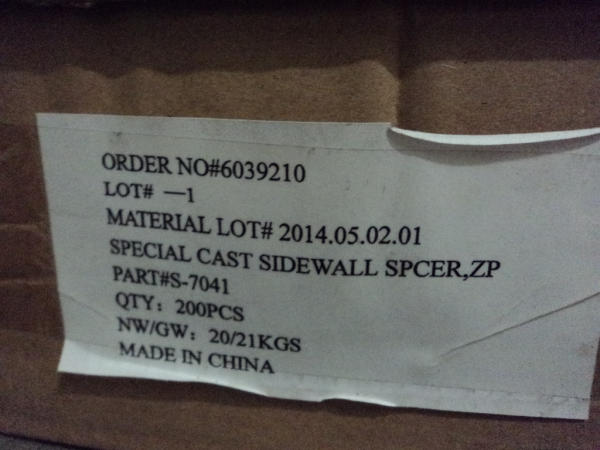 ORDER NO#6039210
LOT# —1
MATERIAL LOT# 2014.05.02.01
SPECIAL CAST SIDEWALL SPCER,ZP
PART#S-7041
QTY: 200PCS
NW/GW: 20/21KGS
MADE IN CHINA